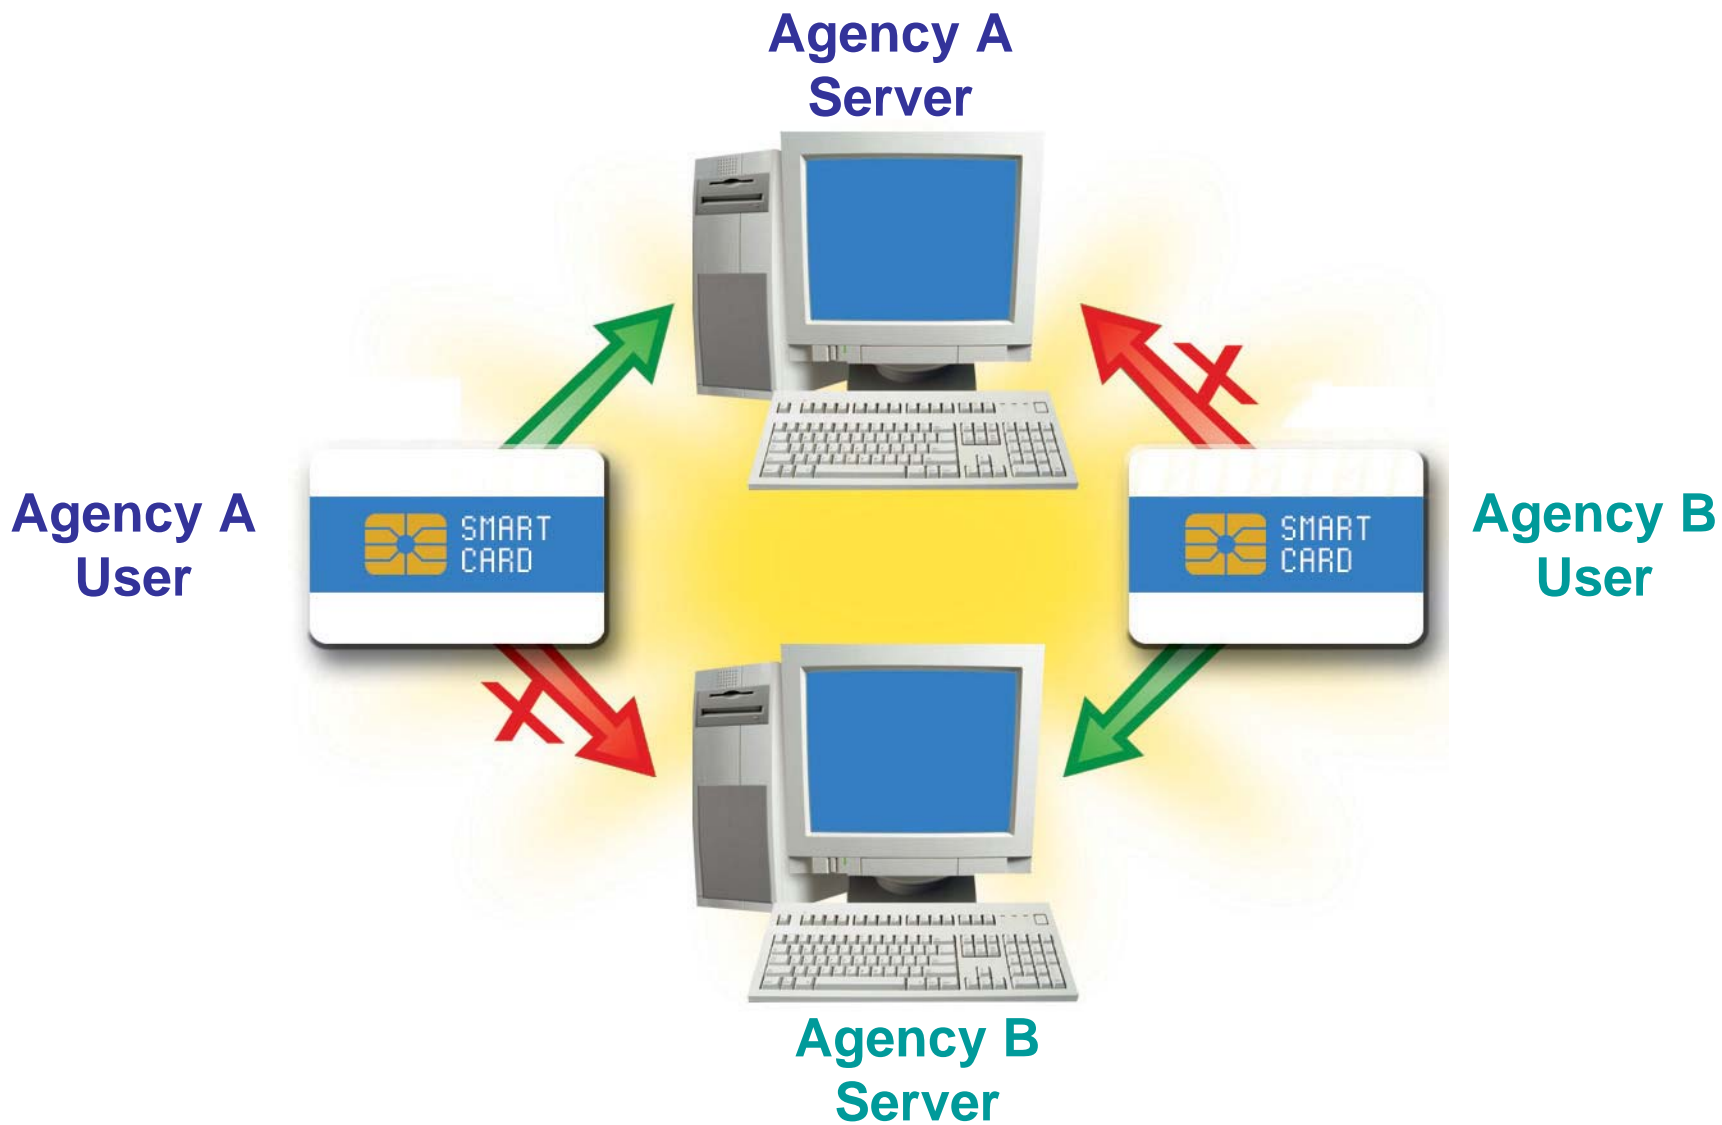 Agency A
Server
Agency A
User
SMART
CARD
SMART
CARD
Agency B
User
Agency B
Server